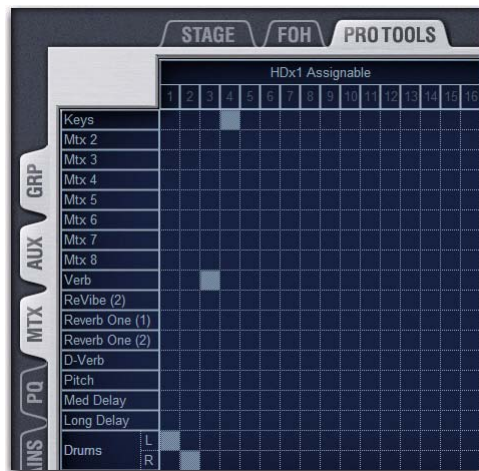 STAGE FOH PRO TOOLS
HDx1 Assignable
1 2 3 4 5 6 7 8 9 10 11 12 13 14 15 16
Keys
Mtx 2
Mtx 3
Mtx 4
Mtx 5
Mtx 6
Mtx 7
Mtx 8
Verb
ReVibe (2)
Reverb One (1)
Reverb One (2)
D-Verb
Pitch
Med Delay
Long Delay
Drums L
R
GRP
AUX
MTX
PQ
AINS